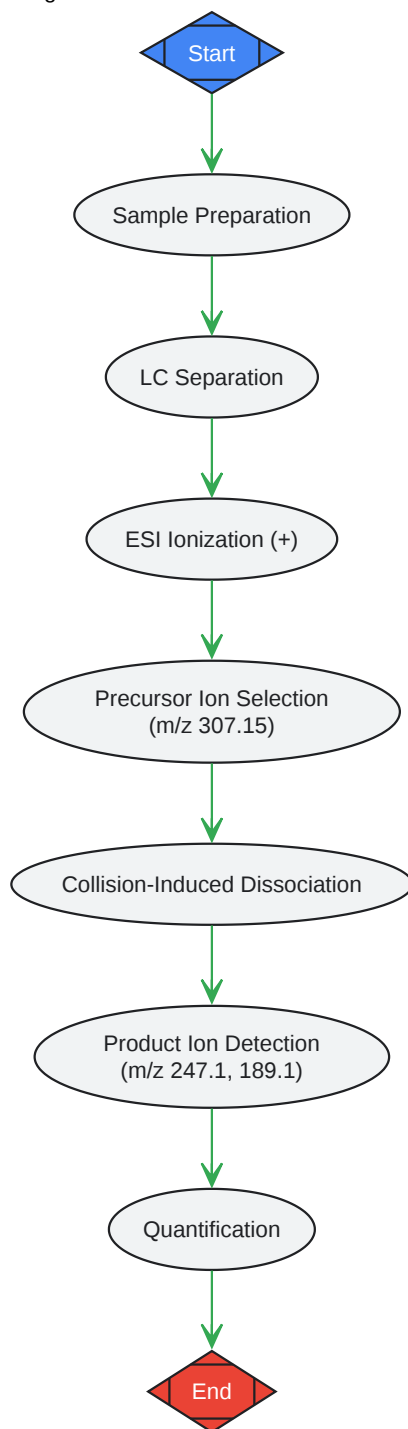 Start
Sample Preparation
LC Separation
ESI Ionization (+)
Precursor Ion Selection
(m/z 307.15)
Collision-Induced Dissociation
Product Ion Detection
(m/z 247.1, 189.1)
Quantification
End